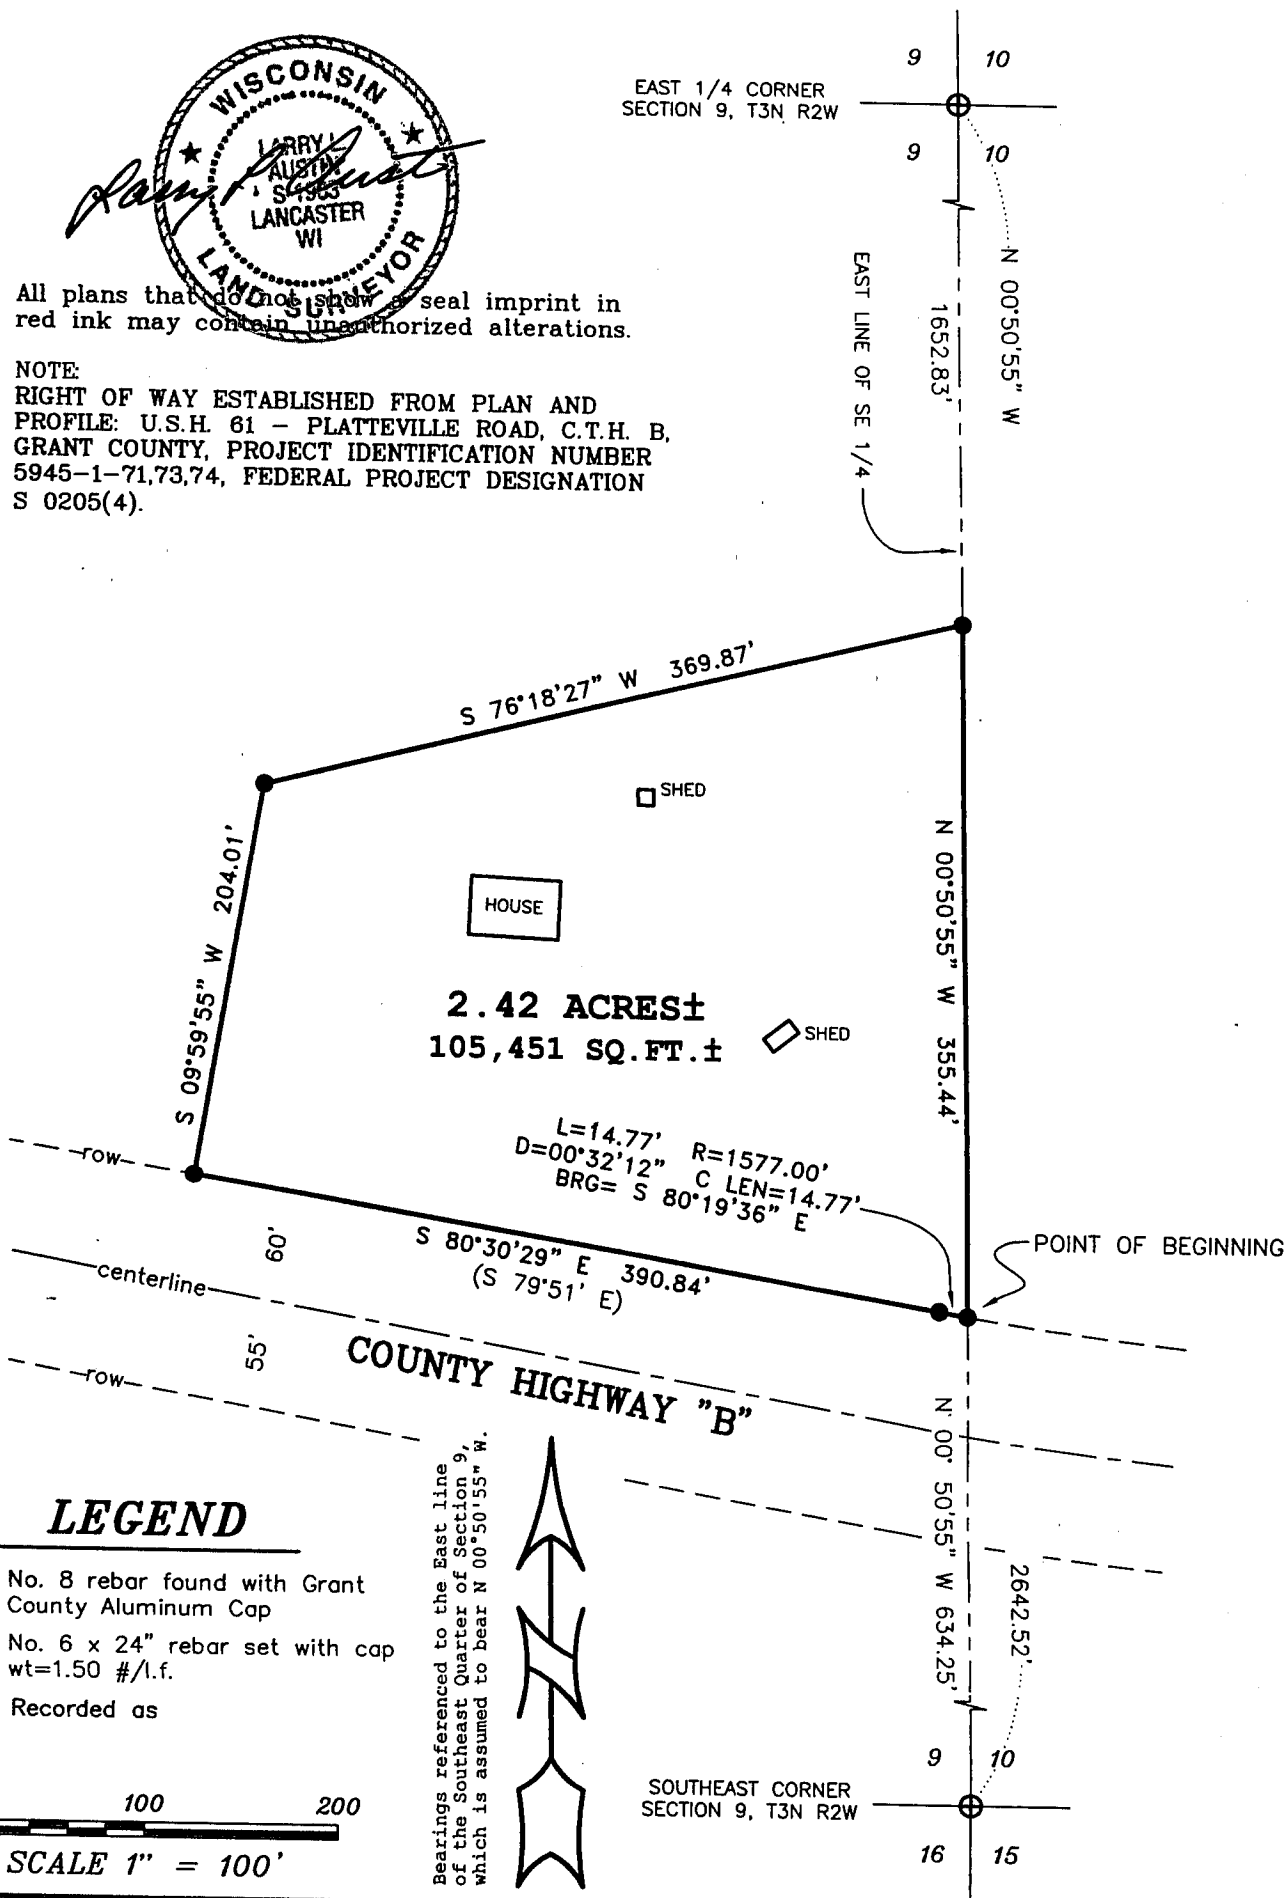 WISCONSIN
LARRY L.
AUSTIN
S-1983
LANCASTER
WI
LAND SURVEYOR
All plans that do not show a seal imprint in
red ink may contain unauthorized alterations.
NOTE:
RIGHT OF WAY ESTABLISHED FROM PLAN AND
PROFILE: U.S.H. 61 – PLATTEVILLE ROAD, C.T.H. B,
GRANT COUNTY, PROJECT IDENTIFICATION NUMBER
5945–1–71,73,74, FEDERAL PROJECT DESIGNATION
S 0205(4).
9 10
EAST 1/4 CORNER
SECTION 9, T3N R2W
9 10
N 00°50'55" W
1652.83'
EAST LINE OF SE 1/4
S 76°18'27" W 369.87'
SHED
HOUSE
S 09°59'55" W 204.01'
N 00°50'55" W 355.44'
2.42 ACRES±
105,451 SQ.FT.±
SHED
L=14.77' R=1577.00'
D=00°32'12" C LEN=14.77'
BRG= S 80°19'36" E
row
60'
S 80°30'29" E 390.84'
(S 79°51' E)
POINT OF BEGINNING
centerline
55'
row
COUNTY HIGHWAY "B"
N 00° 50'55" W 634.25'
2642.52'
LEGEND
No. 8 rebar found with Grant
County Aluminum Cap
No. 6 x 24" rebar set with cap
wt=1.50 #/l.f.
Recorded as
100 200
SCALE 1" = 100'
Bearings referenced to the East line
of the Southeast Quarter of Section 9,
which is assumed to bear N 00°50'55" W.
N
9 10
SOUTHEAST CORNER
SECTION 9, T3N R2W
16 15